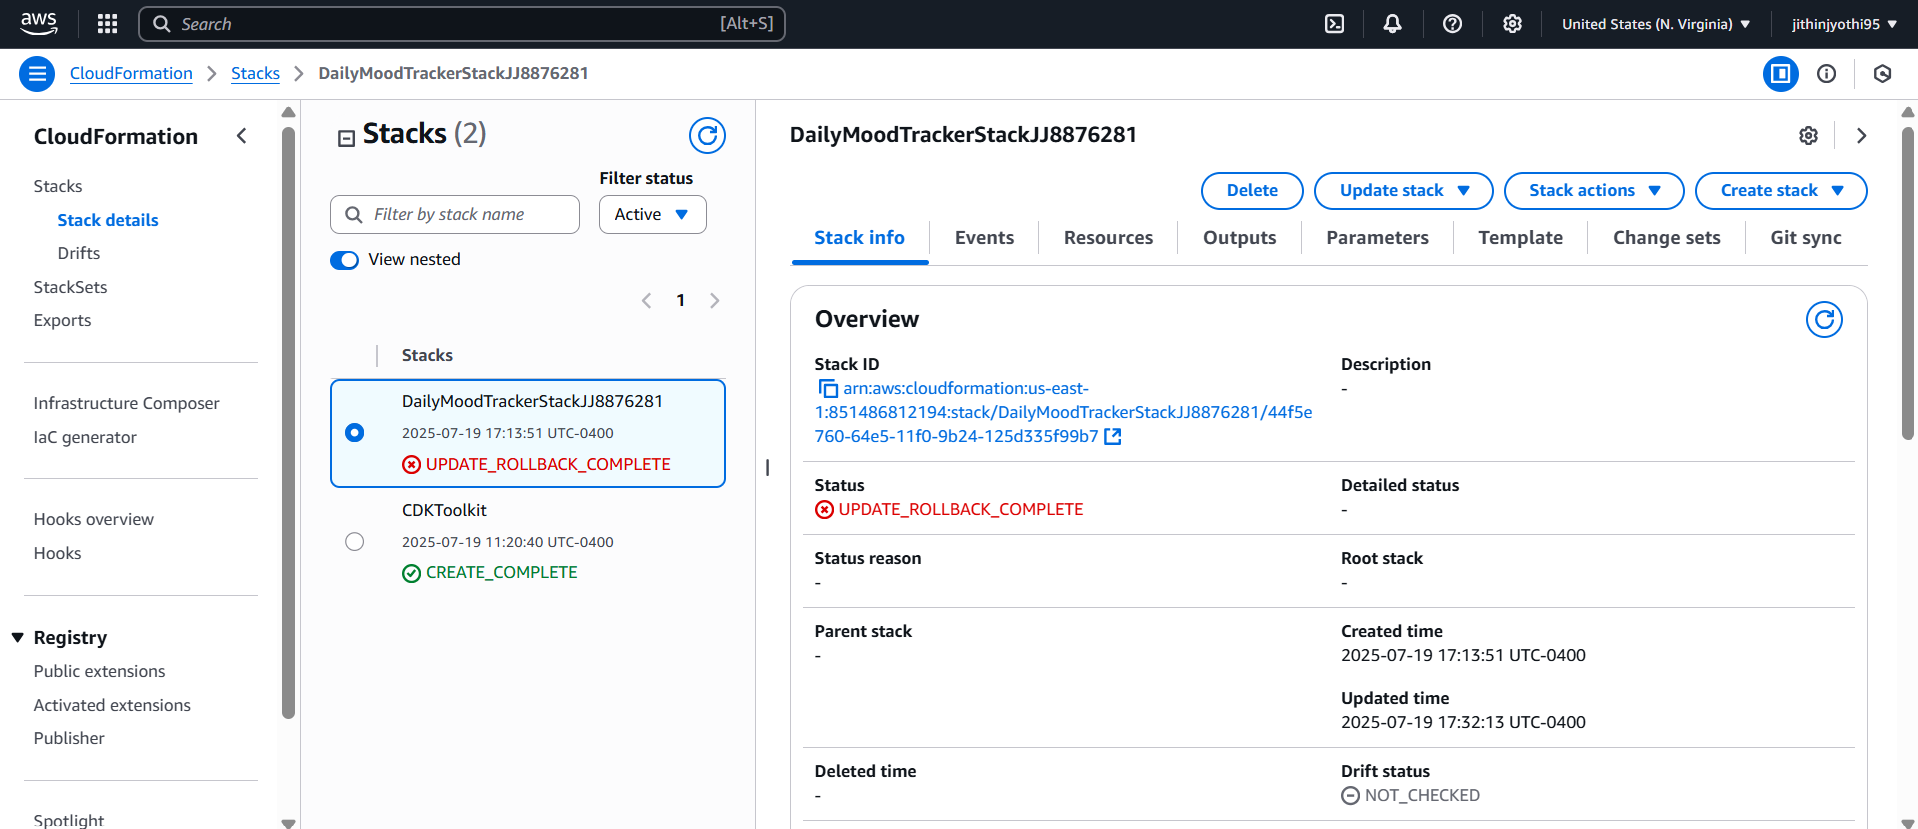 aws
Search
[Alt+S]
United States (N. Virginia)
jithinjyothi95
CloudFormation
Stacks
DailyMoodTrackerStackJJ8876281
CloudFormation
Stacks
Stack details
Drifts
StackSets
Exports
Infrastructure Composer
IaC generator
Hooks overview
Hooks
Registry
Public extensions
Activated extensions
Publisher
Spotlight
Stacks (2)
Filter status
Filter by stack name
Active
View nested
1
Stacks
DailyMoodTrackerStackJJ8876281
2025-07-19 17:13:51 UTC-0400
UPDATE_ROLLBACK_COMPLETE
CDKToolkit
2025-07-19 11:20:40 UTC-0400
CREATE_COMPLETE
DailyMoodTrackerStackJJ8876281
Delete
Update stack
Stack actions
Create stack
Stack info
Events
Resources
Outputs
Parameters
Template
Change sets
Git sync
Overview
Stack ID
arn:aws:cloudformation:us-east-
1:851486812194:stack/DailyMoodTrackerStackJJ8876281/44f5e
760-64e5-11f0-9b24-125d335f99b7
Description
-
Status
UPDATE_ROLLBACK_COMPLETE
Detailed status
-
Status reason
-
Root stack
-
Parent stack
-
Created time
2025-07-19 17:13:51 UTC-0400
Updated time
2025-07-19 17:32:13 UTC-0400
Deleted time
-
Drift status
NOT_CHECKED